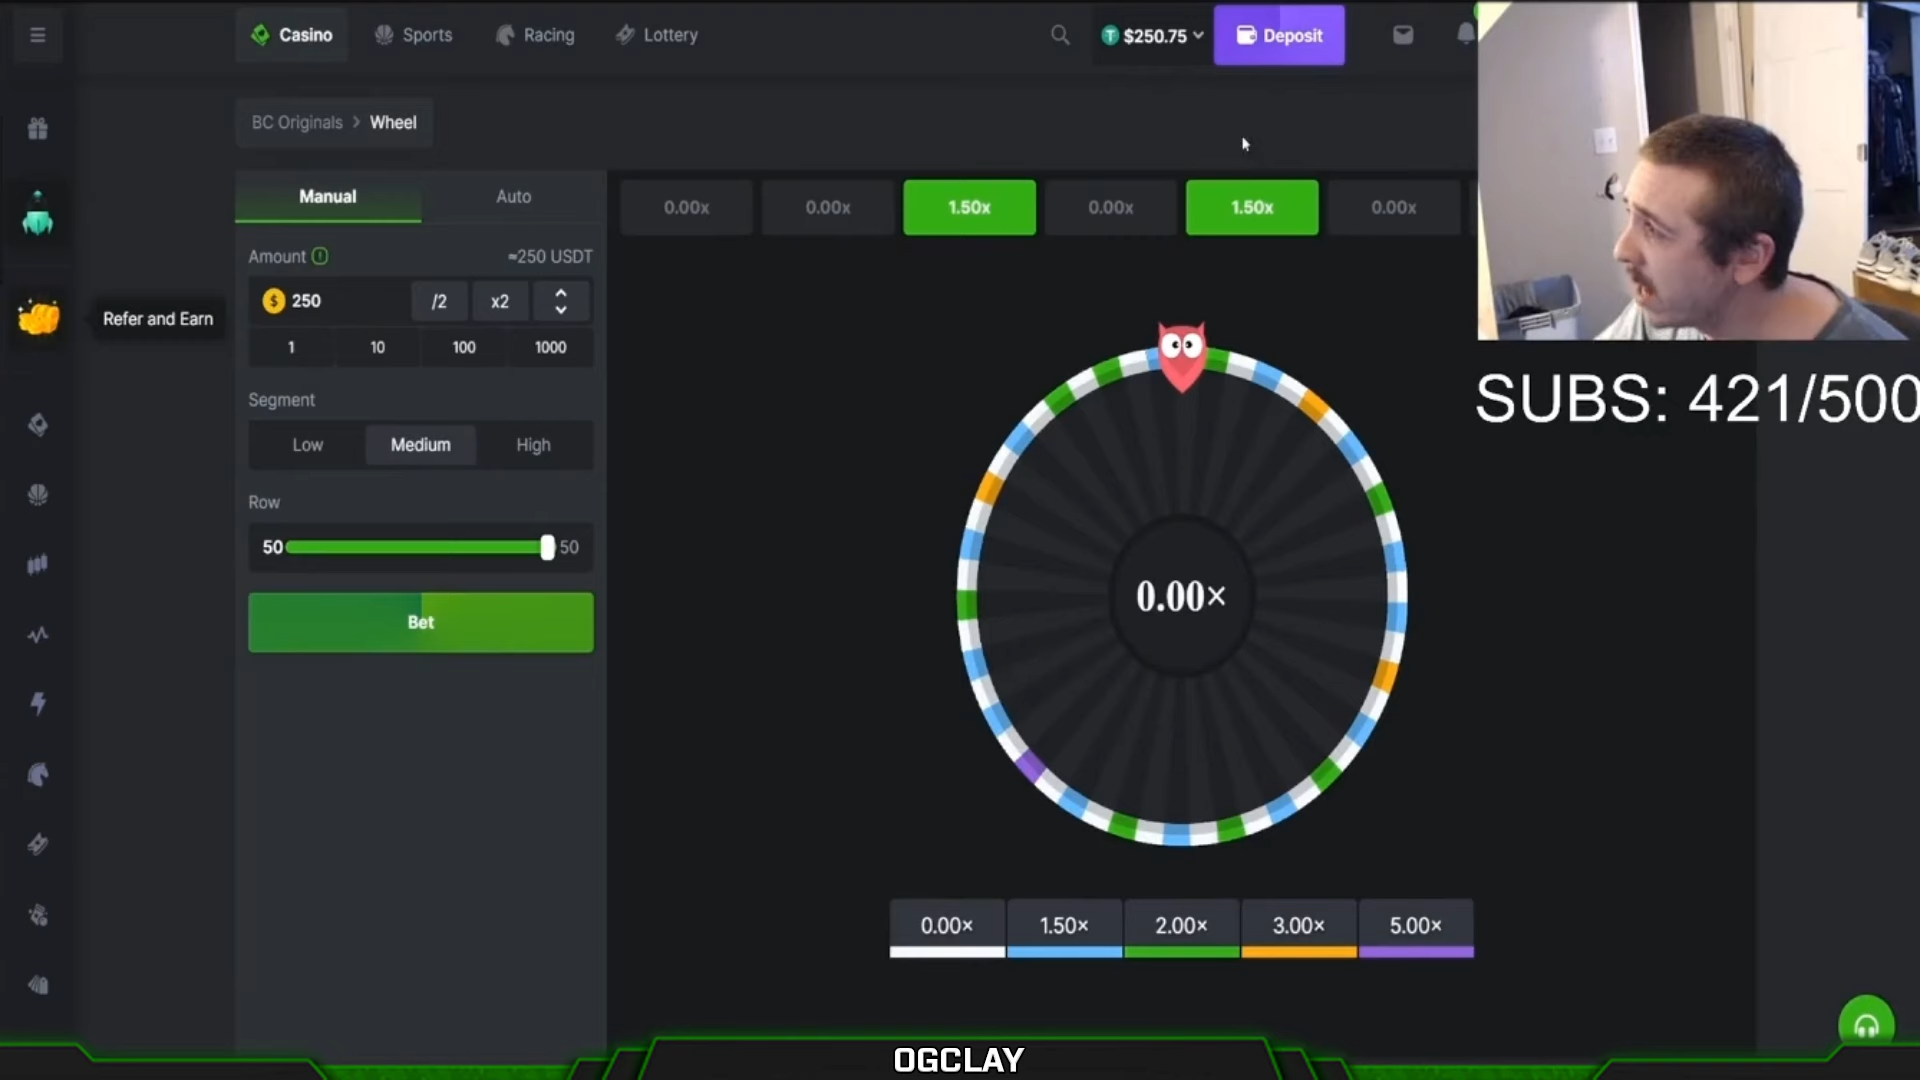 Casino
Sports
Racing
Lottery
$250.75
Deposit
BC Originals > Wheel
Manual
Auto
0.00x
0.00x
1.50x
0.00x
1.50x
0.00x
Amount
≈250 USDT
250
/2
x2
1
10
100
1000
Refer and Earn
Segment
Low
Medium
High
Row
50
50
Bet
0.00×
SUBS: 421/500
0.00×
1.50×
2.00×
3.00×
5.00×
OGCLAY